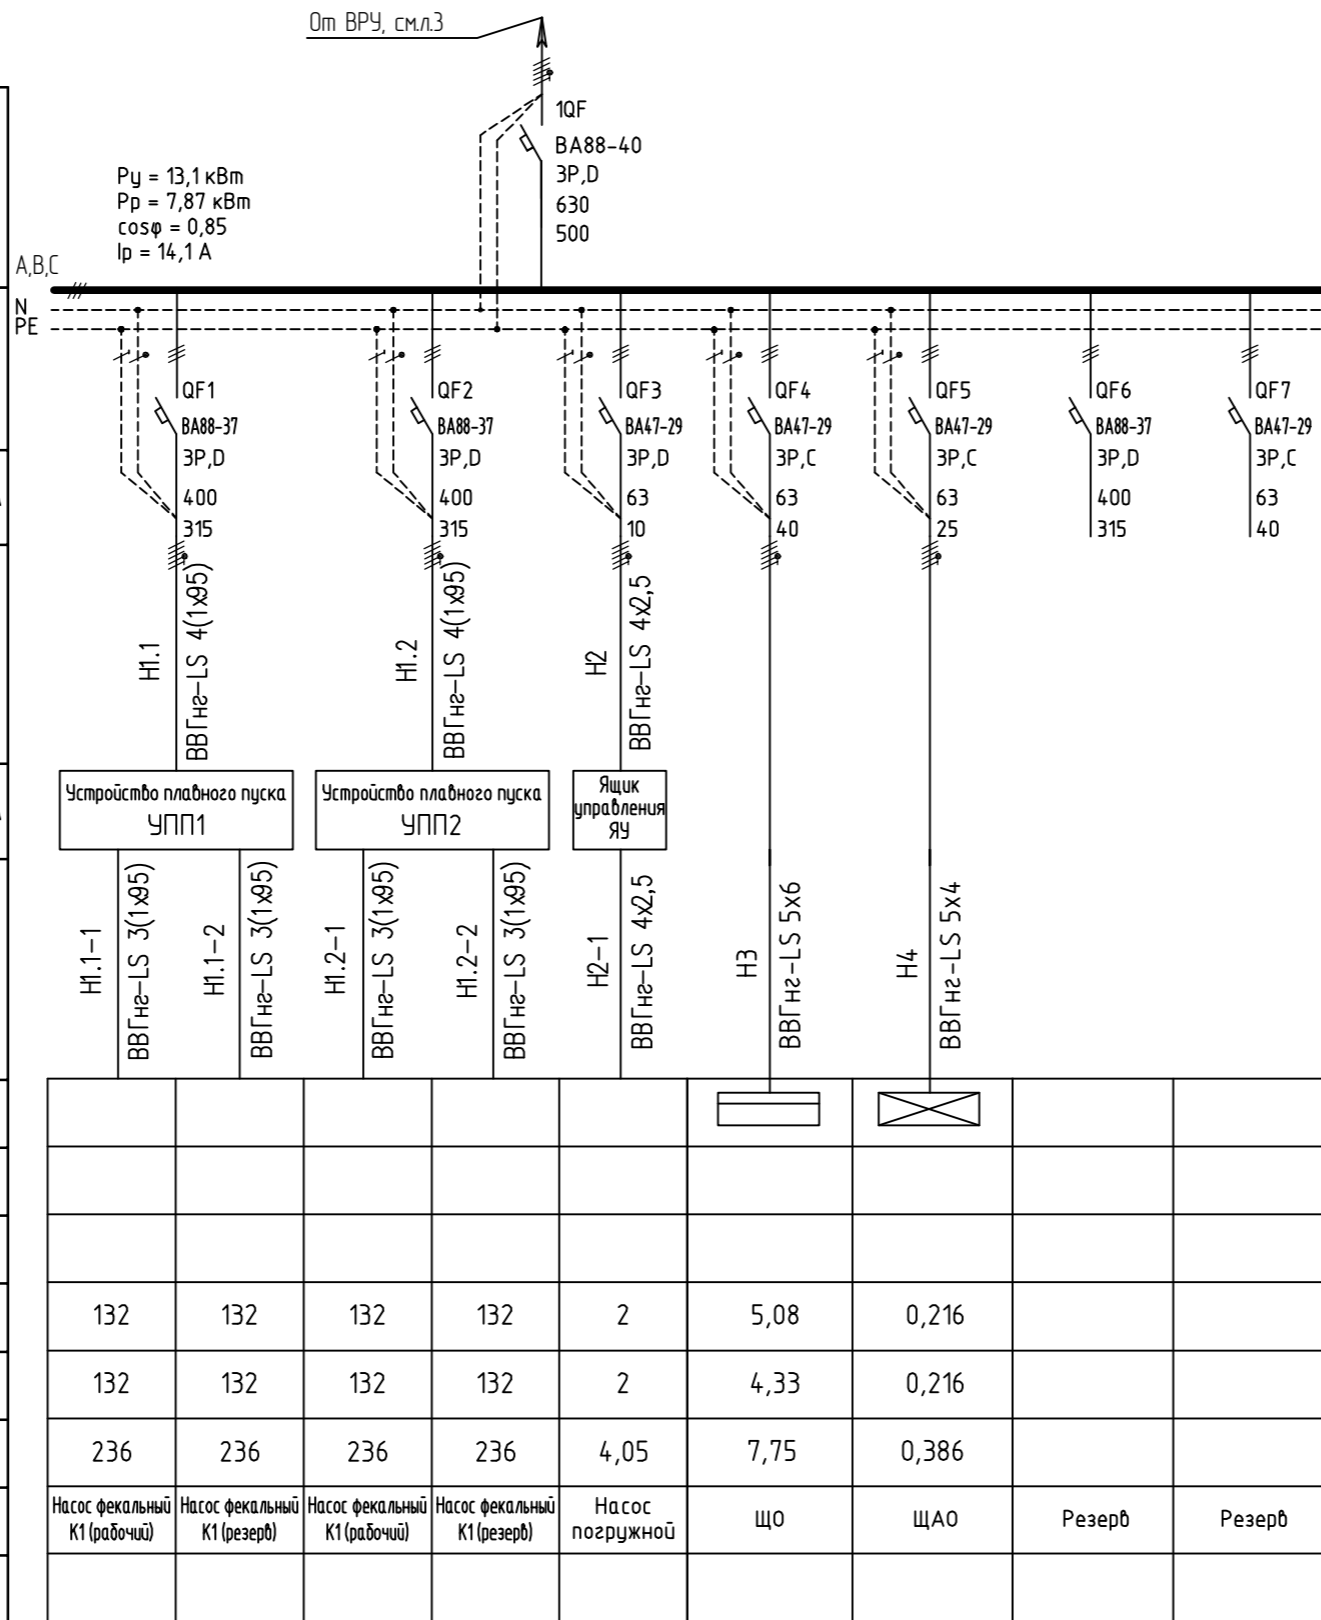 От ВРУ, см.л.3
1QF
ВА88-40
3P,D
630
500
Ру = 13,1 кВт
Рр = 7,87 кВт
cosφ = 0,85
Iр = 14,1 А
A,B,C
N
PE
QF1
ВА88-37
3P,D
400
315
QF2
ВА88-37
3P,D
400
315
QF3
ВА47-29
3P,D
63
10
QF4
ВА47-29
3P,C
63
40
QF5
ВА47-29
3P,C
63
25
QF6
ВА88-37
3P,D
400
315
QF7
ВА47-29
3P,C
63
40
Н1.1
ВВГнг-LS 4(1х95)
Н1.2
ВВГнг-LS 4(1х95)
Н2
ВВГнг-LS 4х2,5
Устройство плавного пуска
УПП1
Устройство плавного пуска
УПП2
Ящик
управления
ЯУ
Н1.1-1
ВВГнг-LS 3(1х95)
Н1.1-2
ВВГнг-LS 3(1х95)
Н1.2-1
ВВГнг-LS 3(1х95)
Н1.2-2
ВВГнг-LS 3(1х95)
Н2-1
ВВГнг-LS 4х2,5
Н3
ВВГнг-LS 5х6
Н4
ВВГнг-LS 5х4
132 132 132 132 2 5,08 0,216
132 132 132 132 2 4,33 0,216
236 236 236 236 4,05 7,75 0,386
Насос фекальный
К1 (рабочий)
Насос фекальный
К1 (резерв)
Насос фекальный
К1 (рабочий)
Насос фекальный
К1 (резерв)
Насос
погружной
ЩО
ЩАО
Резерв
Резерв